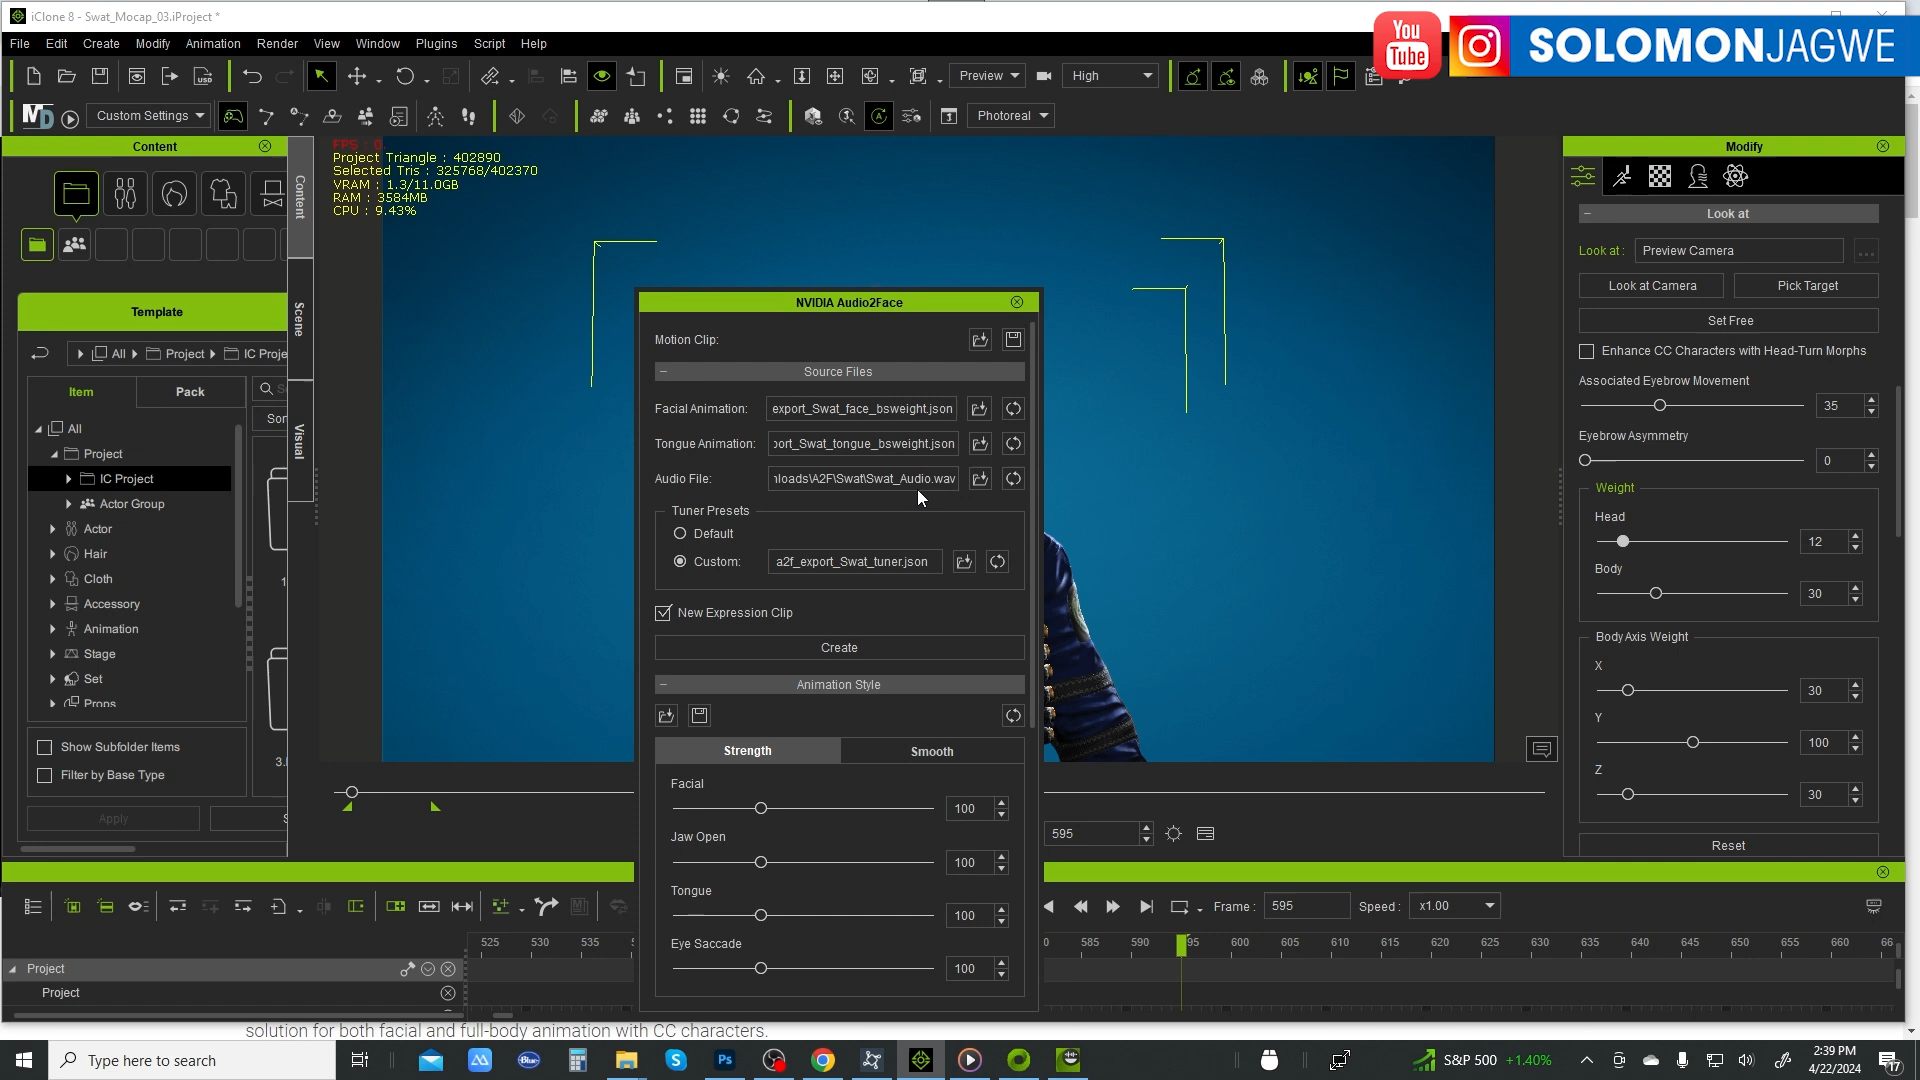 iClone 8 - Swat_Mocap_03.iProject *
You Tube
SOLOMONJAGWE
File Edit Create Modify Animation Render View Window Plugins Script Help
Preview High
MD Custom Settings Photoreal
Content
Content
Scene
Visual
Template
All Project IC Proje
Item Pack
All
Project
IC Project
Actor Group
Actor
Hair
Cloth
Accessory
Animation
Stage
Set
Props
Show Subfolder Items
Filter by Base Type
Apply
FPS : 0
Project Triangle : 402890
Selected Tris : 325768/402370
VRAM : 1.3/11.0GB
RAM : 3584MB
CPU : 9.43%
NVIDIA Audio2Face
Motion Clip:
Source Files
Facial Animation: export_Swat_face_bsweight.json
Tongue Animation: ort_Swat_tongue_bsweight.json
Audio File: nloads\A2F\Swat\Swat_Audio.wav
Tuner Presets
Default
Custom: a2f_export_Swat_tuner.json
New Expression Clip
Create
Animation Style
Strength Smooth
Facial
100
Jaw Open
100
Tongue
100
Eye Saccade
100
Modify
Look at
Look at : Preview Camera ...
Look at Camera Pick Target
Set Free
Enhance CC Characters with Head-Turn Morphs
Associated Eyebrow Movement
35
Eyebrow Asymmetry
0
Weight
Head
12
Body
30
Body Axis Weight
X
30
Y
100
Z
30
Reset
595
Frame : 595 Speed : x1.00
525 530 535 585 590 595 600 605 610 615 620 625 630 635 640 645 650 655 660 66
Project
Project
solution for both facial and full-body animation with CC characters.
Type here to search
Blue
Ps
S&P 500 +1.40%
2:39 PM
4/22/2024
17